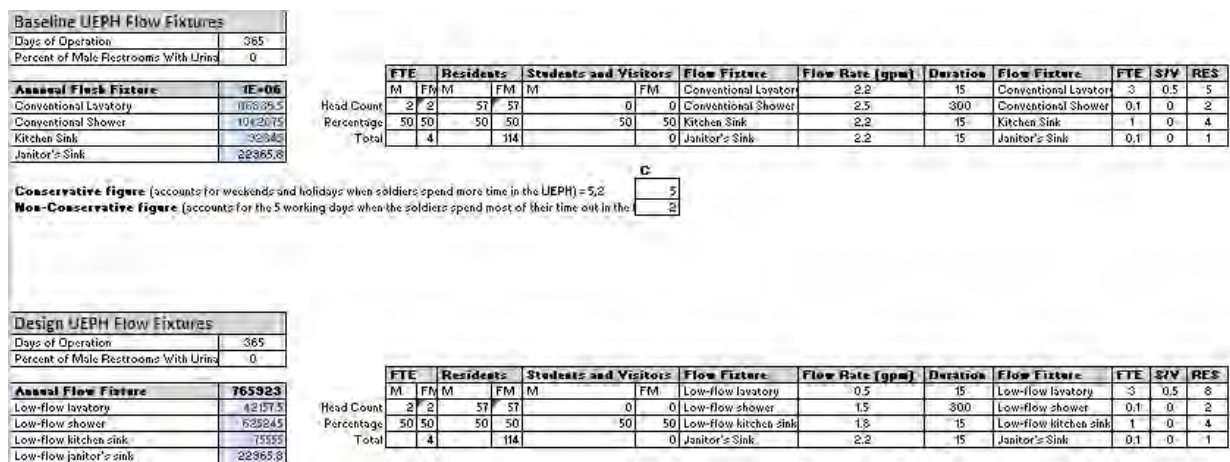 Baseline UEPH Flow Fixtures
Days of Operation 365
Percent of Male Restrooms With Urina 0
Annual Flush Fixture 1E+06
Conventional Lavatory
Conventional Shower
Kitchen Sink
Janitor's Sink 22965.8
FTE Residents Students and Visitors Flow Fixture Flow Rate (gpm) Duration Flow Fixture FTE S/V RES
M FM M FM M FM Conventional Lavatory 2.2 15 Conventional Lavatory 3 0.5 5
Head Count 2 2 57 57 0 0 Conventional Shower 2.5 300 Conventional Shower 0.1 0 2
Percentage 50 50 50 50 50 50 Kitchen Sink 2.2 15 Kitchen Sink 1 0 4
Total 4 114 0 Janitor's Sink 2.2 15 Janitor's Sink 0.1 0 1
C
Conservative figure (accounts for weekends and holidays when soldiers spend more time in the UEPH) = 5,2 5
Non-Conservative figure (accounts for the 5 working days when the soldiers spend most of their time out in the 2
Design UEPH Flow Fixtures
Days of Operation 365
Percent of Male Restrooms With Urina 0
Annual Flow Fixture 765923
Low-flow lavatory 42157.5
Low-flow shower 625245
Low-flow kitchen sink 75555
Low-flow janitor's sink 22965.8
FTE Residents Students and Visitors Flow Fixture Flow Rate (gpm) Duration Flow Fixture FTE S/V RES
M FM M FM M FM Low-flow lavatory 0.5 15 Low-flow lavatory 3 0.5 8
Head Count 2 2 57 57 0 0 Low-flow shower 1.5 300 Low-flow shower 0.1 0 2
Percentage 50 50 50 50 50 50 Low-flow kitchen sink 1.8 15 Low-flow kitchen sink 1 0 4
Total 4 114 0 Janitor's Sink 2.2 15 Janitor's Sink 0.1 0 1